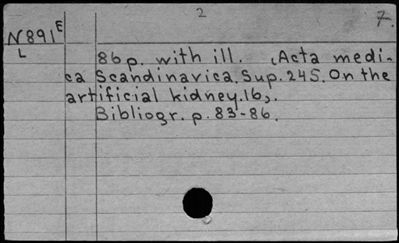 2
7.
N891E
L
86p. with ill. (Acta medi-
ca Scandinavica. Sup. 245. On the
artificial kidney. 16).
Bibliogr. p. 83-86.